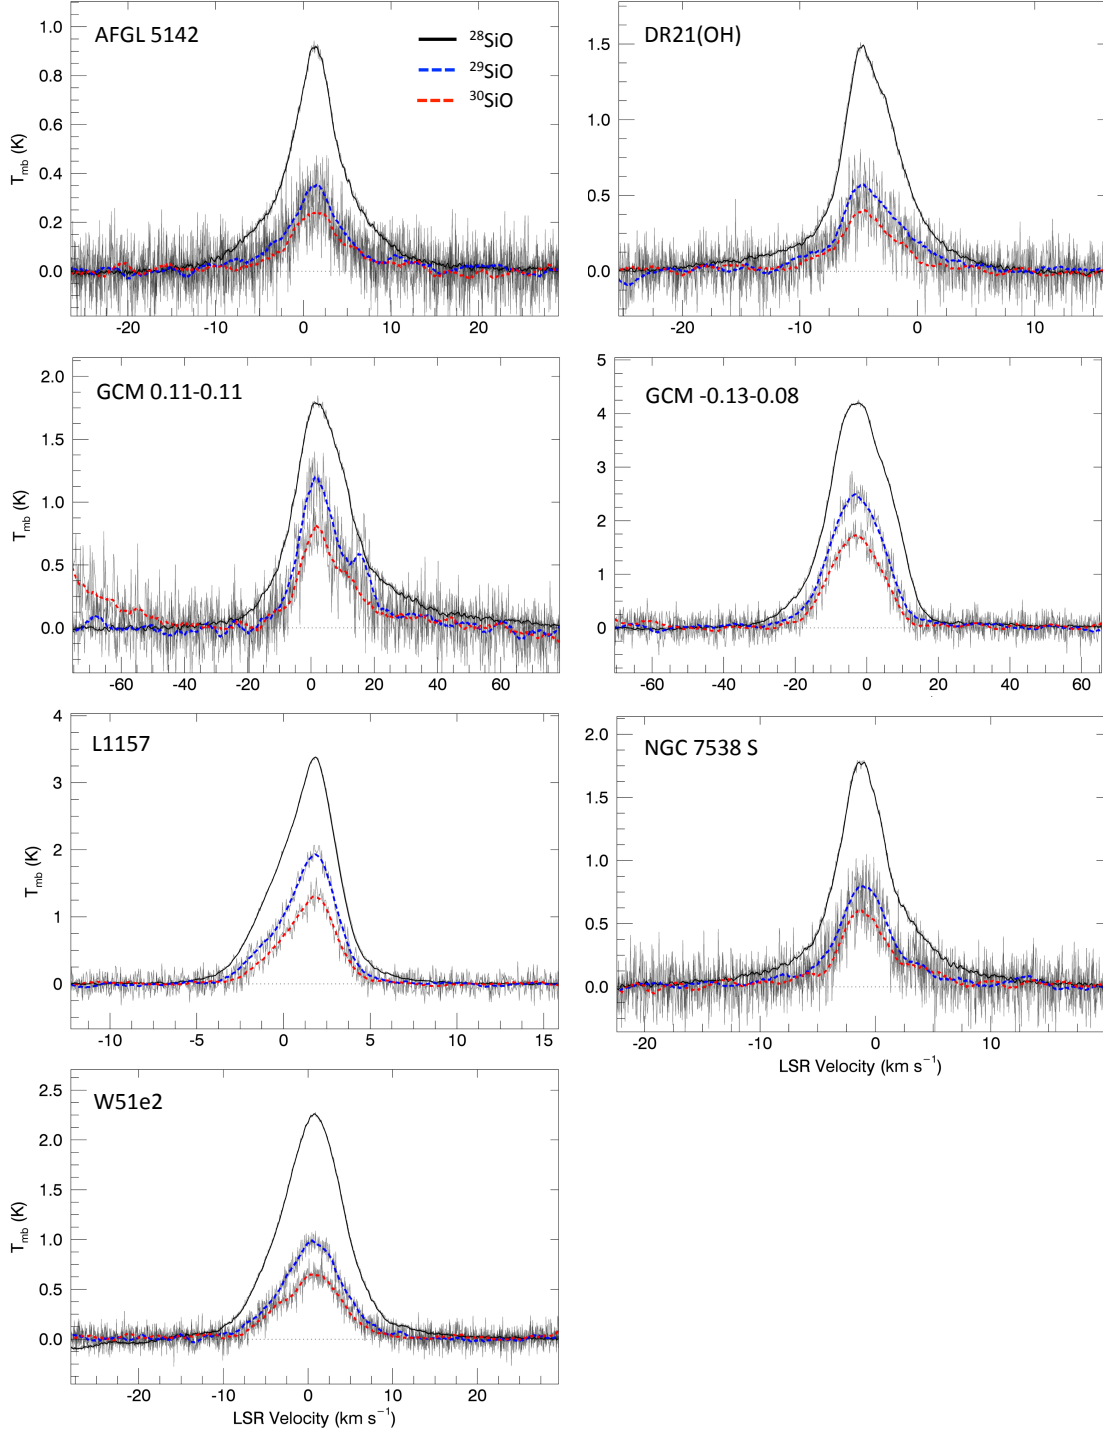 AFGL 5142
²⁸SiO
²⁹SiO
³⁰SiO
T_mb (K)
1.0
0.8
0.6
0.4
0.2
0.0
-20 -10 0 10 20
DR21(OH)
1.5
1.0
0.5
0.0
-20 -10 0 10
GCM 0.11-0.11
T_mb (K)
2.0
1.5
1.0
0.5
0.0
-60 -40 -20 0 20 40 60
GCM -0.13-0.08
5
4
3
2
1
0
-60 -40 -20 0 20 40 60
L1157
T_mb (K)
4
3
2
1
0
-10 -5 0 5 10 15
NGC 7538 S
2.0
1.5
1.0
0.5
0.0
-20 -10 0 10
LSR Velocity (km s⁻¹)
W51e2
T_mb (K)
2.5
2.0
1.5
1.0
0.5
0.0
-20 -10 0 10 20
LSR Velocity (km s⁻¹)